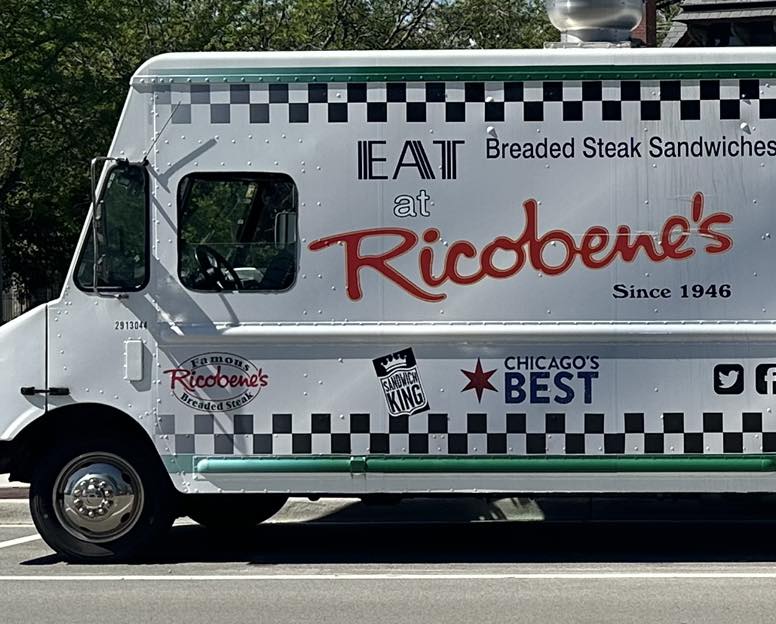 EAT
Breaded Steak Sandwiches
at
Ricobene's
Since 1946
2913044
Famous
Ricobene's
Breaded Steak
SANDWICH
KING
CHICAGO'S
BEST